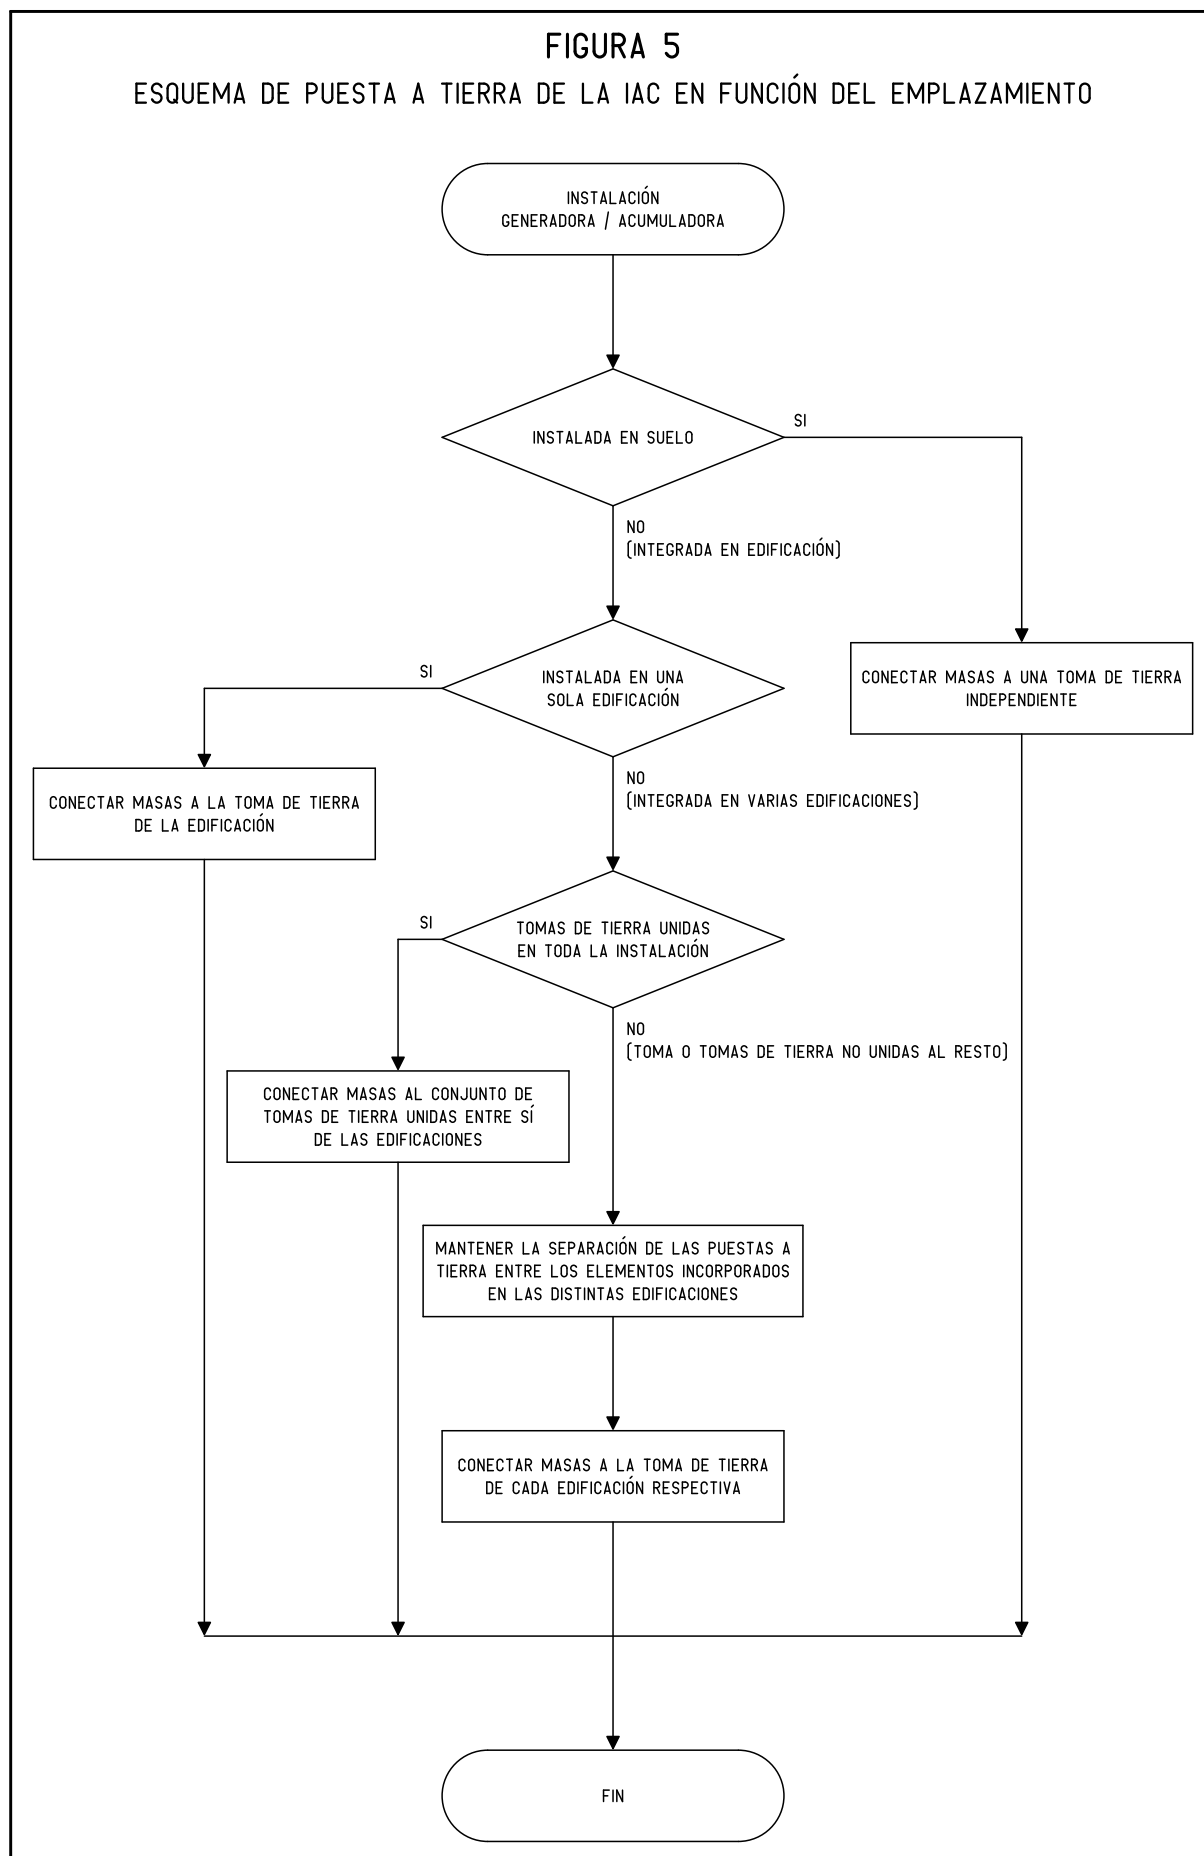 FIGURA 5
ESQUEMA DE PUESTA A TIERRA DE LA IAC EN FUNCIÓN DEL EMPLAZAMIENTO
INSTALACIÓN
GENERADORA / ACUMULADORA
INSTALADA EN SUELO
SI
NO
(INTEGRADA EN EDIFICACIÓN)
SI
INSTALADA EN UNA
SOLA EDIFICACIÓN
CONECTAR MASAS A UNA TOMA DE TIERRA
INDEPENDIENTE
NO
(INTEGRADA EN VARIAS EDIFICACIONES)
CONECTAR MASAS A LA TOMA DE TIERRA
DE LA EDIFICACIÓN
SI
TOMAS DE TIERRA UNIDAS
EN TODA LA INSTALACIÓN
NO
(TOMA O TOMAS DE TIERRA NO UNIDAS AL RESTO)
CONECTAR MASAS AL CONJUNTO DE
TOMAS DE TIERRA UNIDAS ENTRE SÍ
DE LAS EDIFICACIONES
MANTENER LA SEPARACIÓN DE LAS PUESTAS A
TIERRA ENTRE LOS ELEMENTOS INCORPORADOS
EN LAS DISTINTAS EDIFICACIONES
CONECTAR MASAS A LA TOMA DE TIERRA
DE CADA EDIFICACIÓN RESPECTIVA
FIN